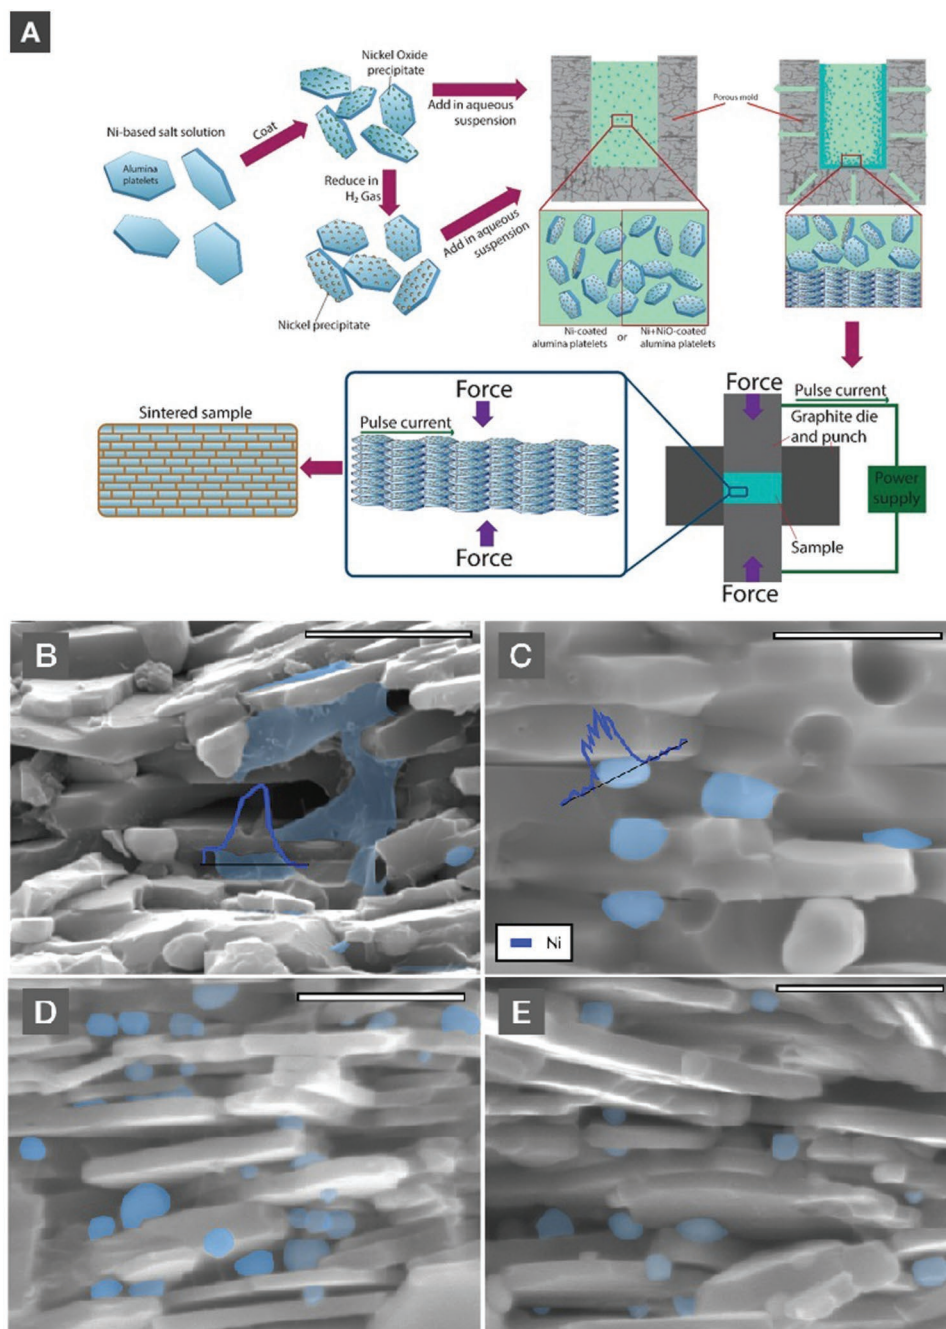 A
Nickel Oxide
precipitate
Ni-based salt solution
Coat
Add in aqueous
suspension
Porous mold
Alumina
platelets
Reduce in
H₂ Gas
Add in aqueous
suspension
Nickel precipitate
Ni-coated
alumina platelets
or
Ni+NiO-coated
alumina platelets
Sintered sample
Force
Pulse current
Force
Force
Pulse current
Graphite die
and punch
Power
supply
Sample
Force
B
C
Ni
D
E